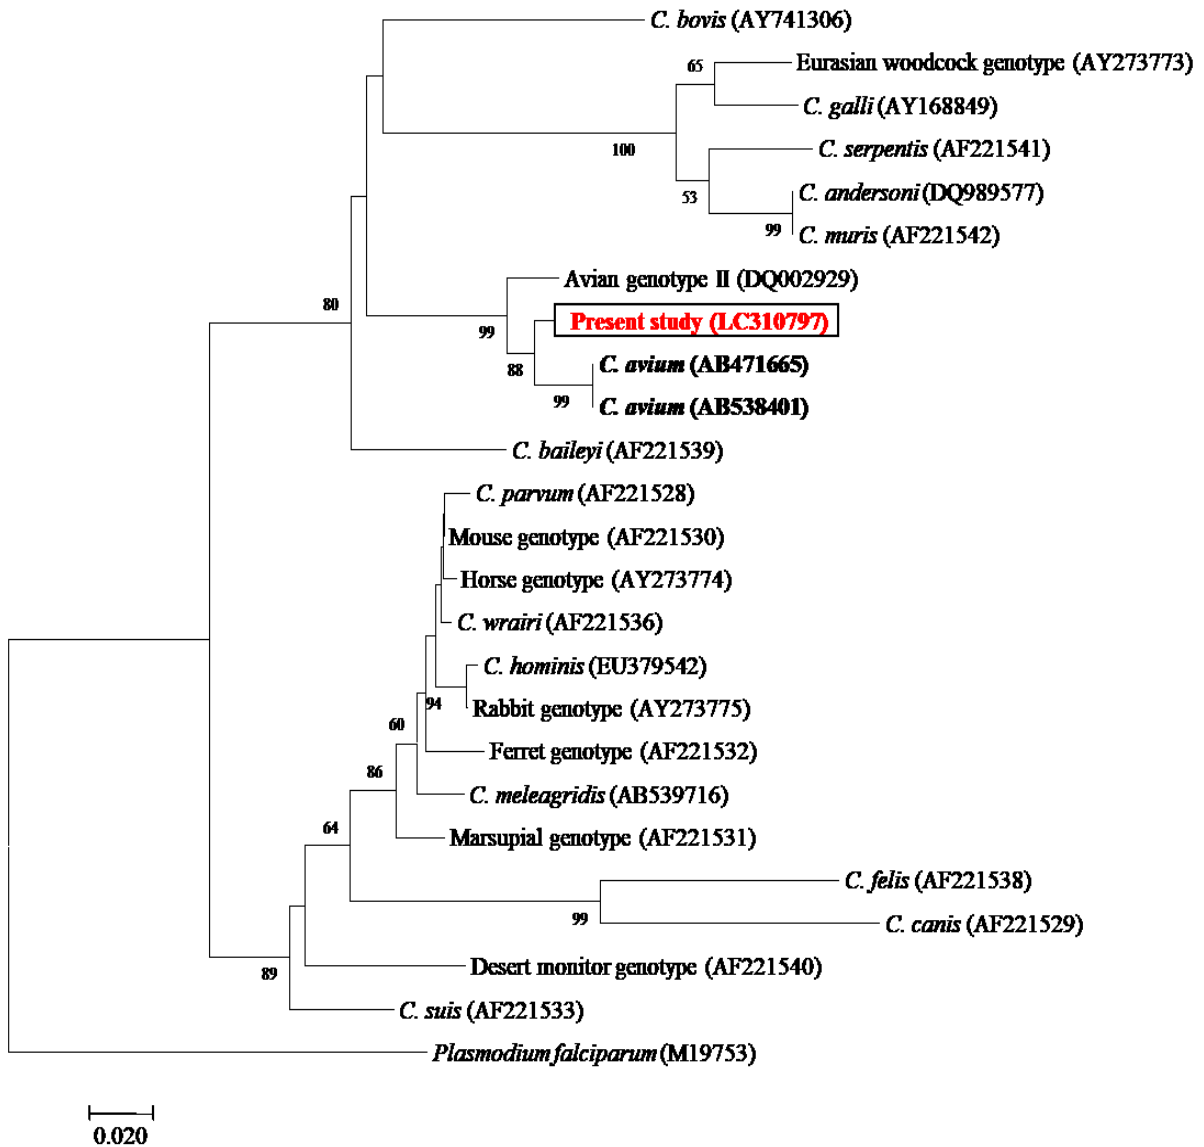 C. bovis (AY741306)
65 Eurasian woodcock genotype (AY273773)
C. galli (AY168849)
100 C. serpentis (AF221541)
53 C. andersoni (DQ989577)
99 C. muris (AF221542)
Avian genotype II (DQ002929)
80
Present study (LC310797)
99
88 C. avium (AB471665)
99 C. avium (AB538401)
C. baileyi (AF221539)
C. parvum (AF221528)
Mouse genotype (AF221530)
Horse genotype (AY273774)
C. wrairi (AF221536)
C. hominis (EU379542)
94 Rabbit genotype (AY273775)
60
Ferret genotype (AF221532)
86
C. meleagridis (AB539716)
64 Marsupial genotype (AF221531)
C. felis (AF221538)
99 C. canis (AF221529)
Desert monitor genotype (AF221540)
89
C. suis (AF221533)
Plasmodium falciparum (M19753)
0.020